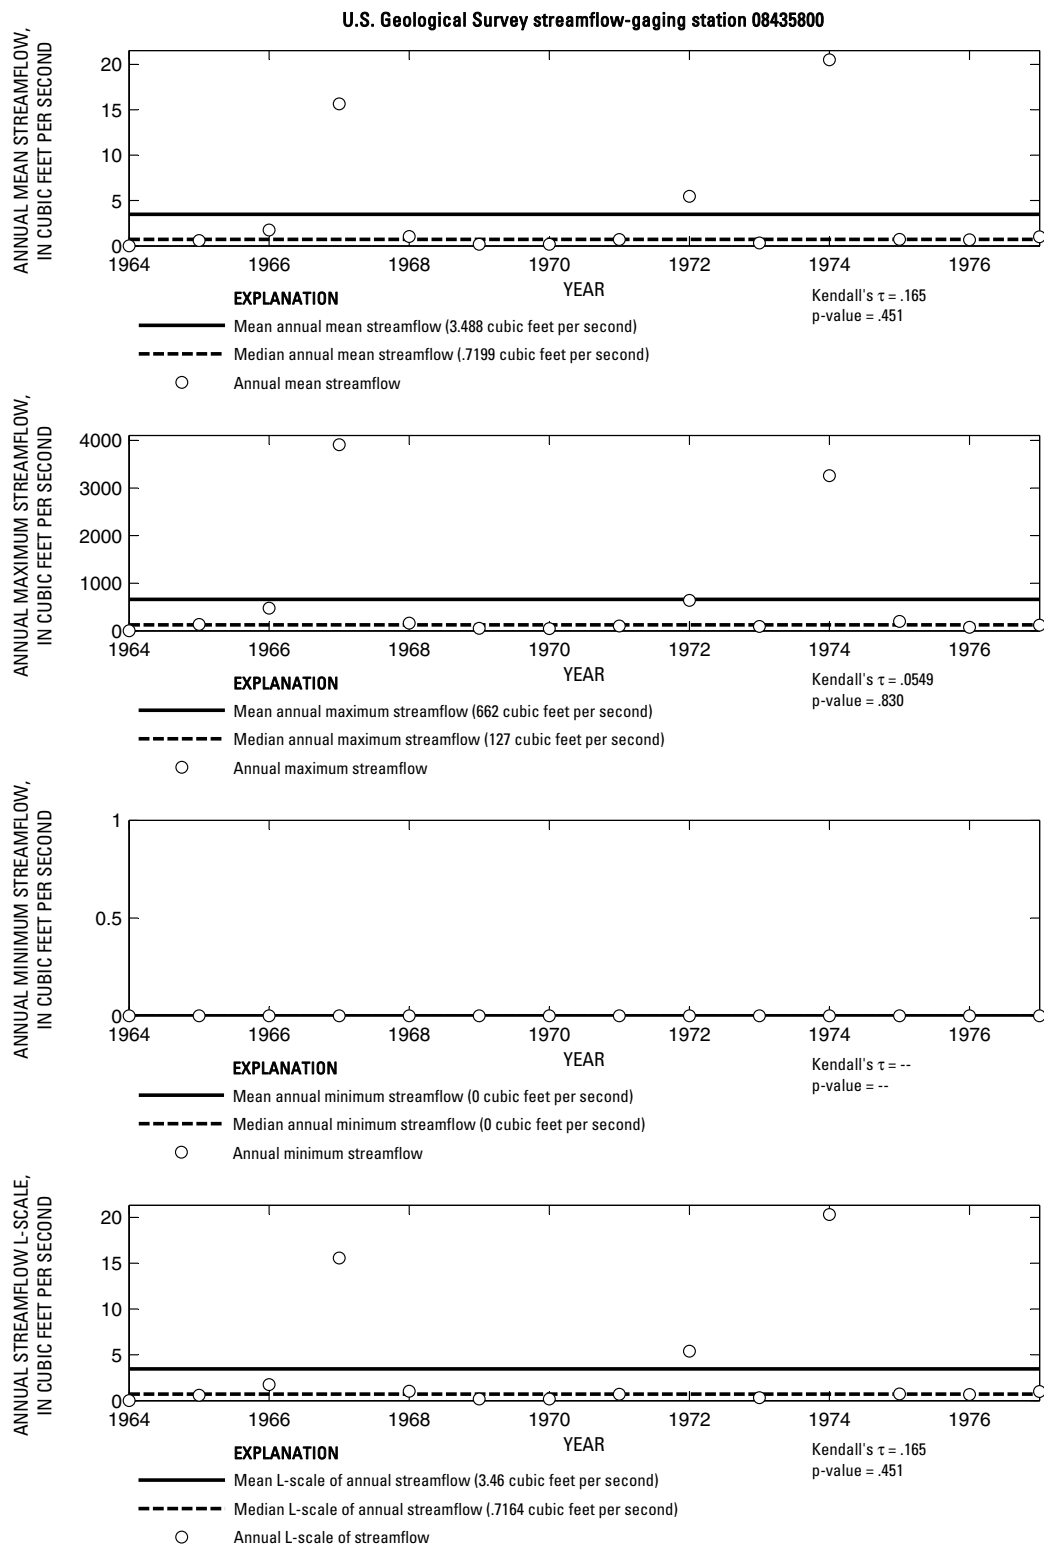 U.S. Geological Survey streamflow-gaging station 08435800
ANNUAL MEAN STREAMFLOW,
IN CUBIC FEET PER SECOND
20
15
10
5
0
1964 1966 1968 1970 1972 1974 1976
YEAR
Kendall's τ = .165
p-value = .451
EXPLANATION
Mean annual mean streamflow (3.488 cubic feet per second)
Median annual mean streamflow (.7199 cubic feet per second)
Annual mean streamflow
ANNUAL MAXIMUM STREAMFLOW,
IN CUBIC FEET PER SECOND
4000
3000
2000
1000
0
1964 1966 1968 1970 1972 1974 1976
YEAR
Kendall's τ = .0549
p-value = .830
EXPLANATION
Mean annual maximum streamflow (662 cubic feet per second)
Median annual maximum streamflow (127 cubic feet per second)
Annual maximum streamflow
ANNUAL MINIMUM STREAMFLOW,
IN CUBIC FEET PER SECOND
1
0.5
0
1964 1966 1968 1970 1972 1974 1976
YEAR
Kendall's τ = --
p-value = --
EXPLANATION
Mean annual minimum streamflow (0 cubic feet per second)
Median annual minimum streamflow (0 cubic feet per second)
Annual minimum streamflow
ANNUAL STREAMFLOW L-SCALE,
IN CUBIC FEET PER SECOND
20
15
10
5
0
1964 1966 1968 1970 1972 1974 1976
YEAR
Kendall's τ = .165
p-value = .451
EXPLANATION
Mean L-scale of annual streamflow (3.46 cubic feet per second)
Median L-scale of annual streamflow (.7164 cubic feet per second)
Annual L-scale of streamflow